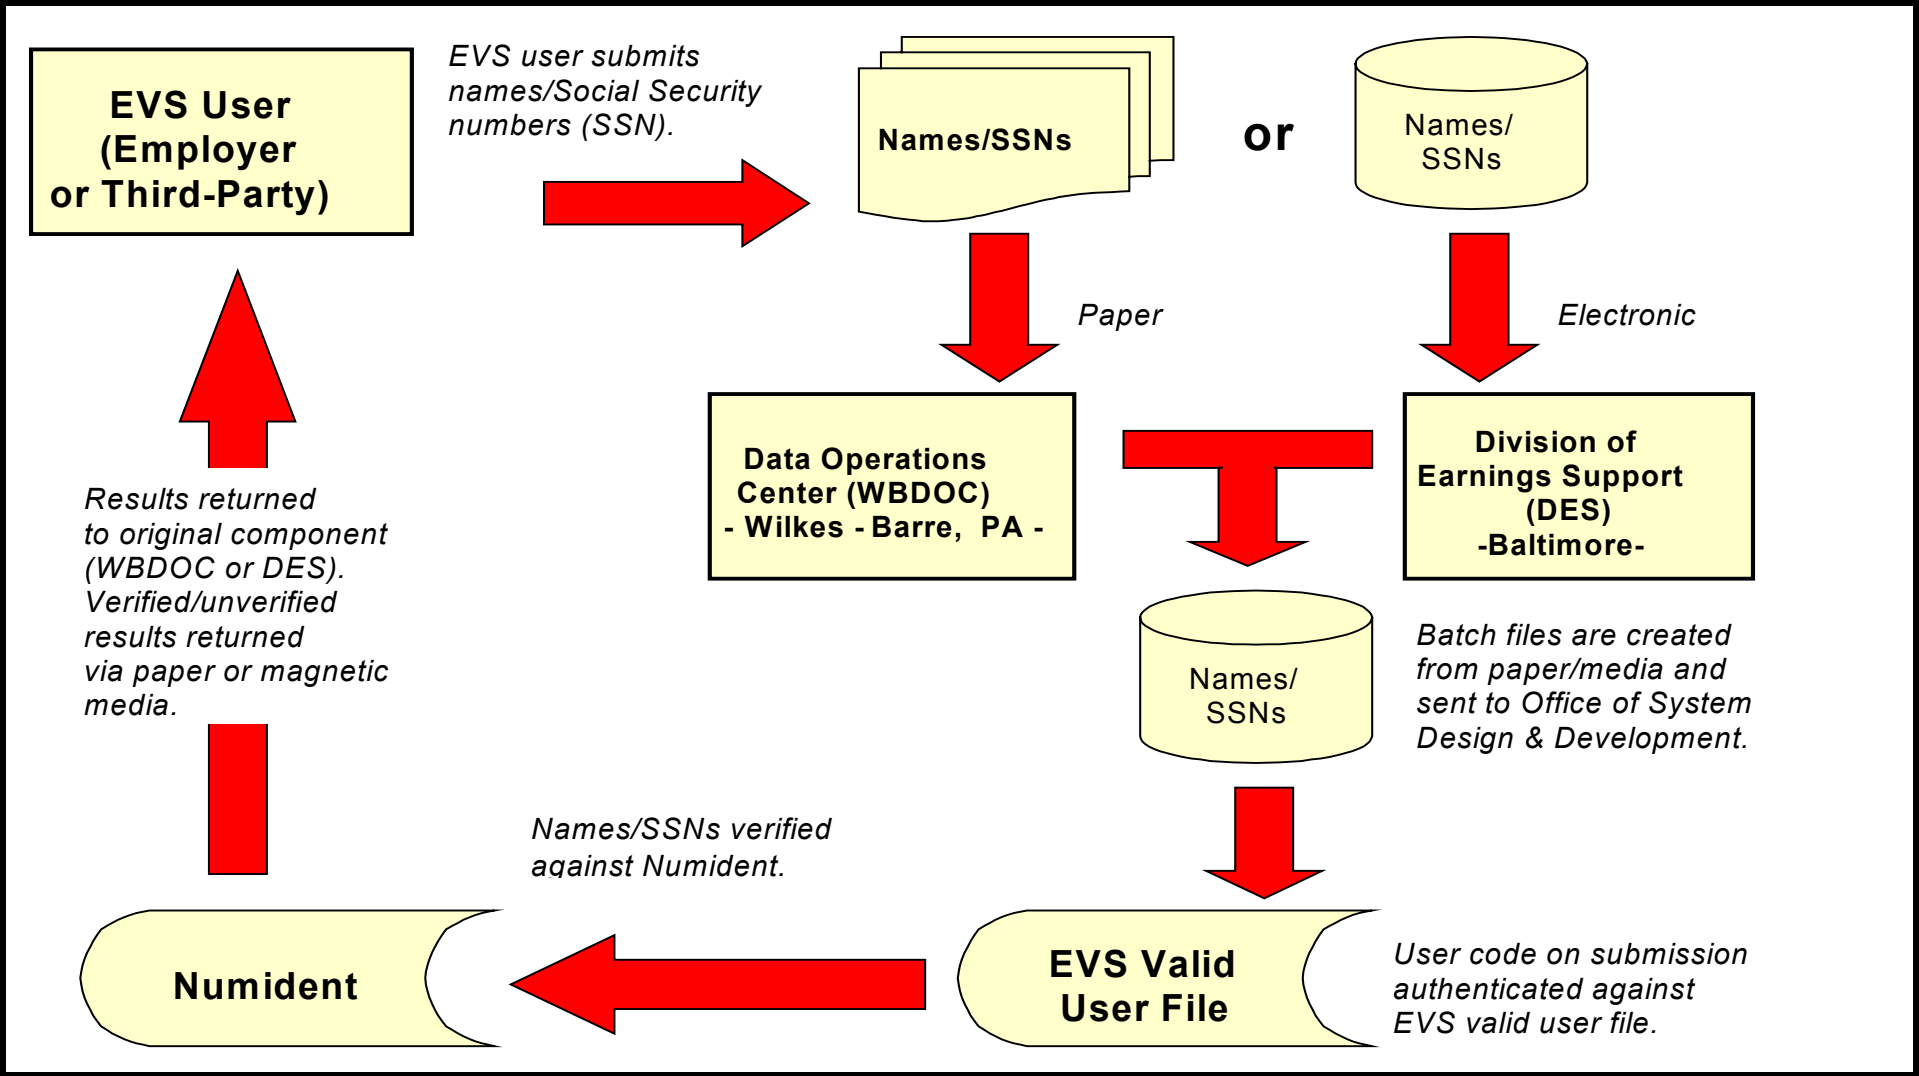 EVS User
(Employer
or Third-Party)
EVS user submits
names/Social Security
numbers (SSN).
Names/SSNs
or
Names/
SSNs
Paper
Electronic
Data Operations
Center (WBDOC)
- Wilkes - Barre, PA -
Division of
Earnings Support
(DES)
-Baltimore-
Results returned
to original component
(WBDOC or DES).
Verified/unverified
results returned
via paper or magnetic
media.
Names/
SSNs
Batch files are created
from paper/media and
sent to Office of System
Design & Development.
Names/SSNs verified
against Numident.
Numident
EVS Valid
User File
User code on submission
authenticated against
EVS valid user file.